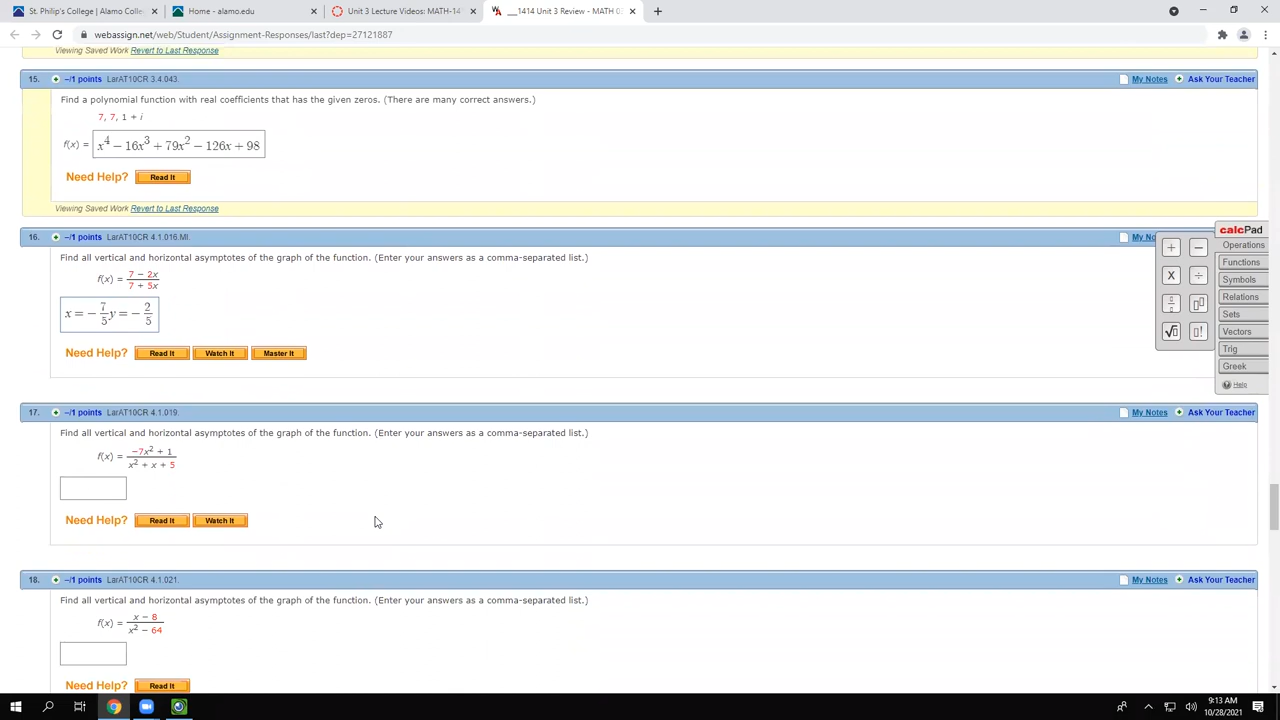 St. Philip's College | Alamo Colleg
Home - alamo.edu
Unit 3 Lecture Videos: MATH-14
__1414 Unit 3 Review - MATH 0
webassign.net/web/Student/Assignment-Responses/last?dep=27121887
Viewing Saved Work Revert to Last Response
15. –/1 points LarAT10CR 3.4.043. My Notes Ask Your Teacher
Find a polynomial function with real coefficients that has the given zeros. (There are many correct answers.)
7, 7, 1 + i
f(x) = x⁴ − 16x³ + 79x² − 126x + 98
Need Help? Read It
Viewing Saved Work Revert to Last Response
16. –/1 points LarAT10CR 4.1.016.MI. My No
Find all vertical and horizontal asymptotes of the graph of the function. (Enter your answers as a comma-separated list.)
f(x) = (7 − 2x)/(7 + 5x)
x = −7/5 y = −2/5
Need Help? Read It Watch It Master It
calcPad
Operations
Functions
Symbols
Relations
Sets
Vectors
Trig
Greek
Help
17. –/1 points LarAT10CR 4.1.019. My Notes Ask Your Teacher
Find all vertical and horizontal asymptotes of the graph of the function. (Enter your answers as a comma-separated list.)
f(x) = (−7x² + 1)/(x² + x + 5)
Need Help? Read It Watch It
18. –/1 points LarAT10CR 4.1.021. My Notes Ask Your Teacher
Find all vertical and horizontal asymptotes of the graph of the function. (Enter your answers as a comma-separated list.)
f(x) = (x − 8)/(x² − 64)
Need Help? Read It
9:13 AM
10/28/2021